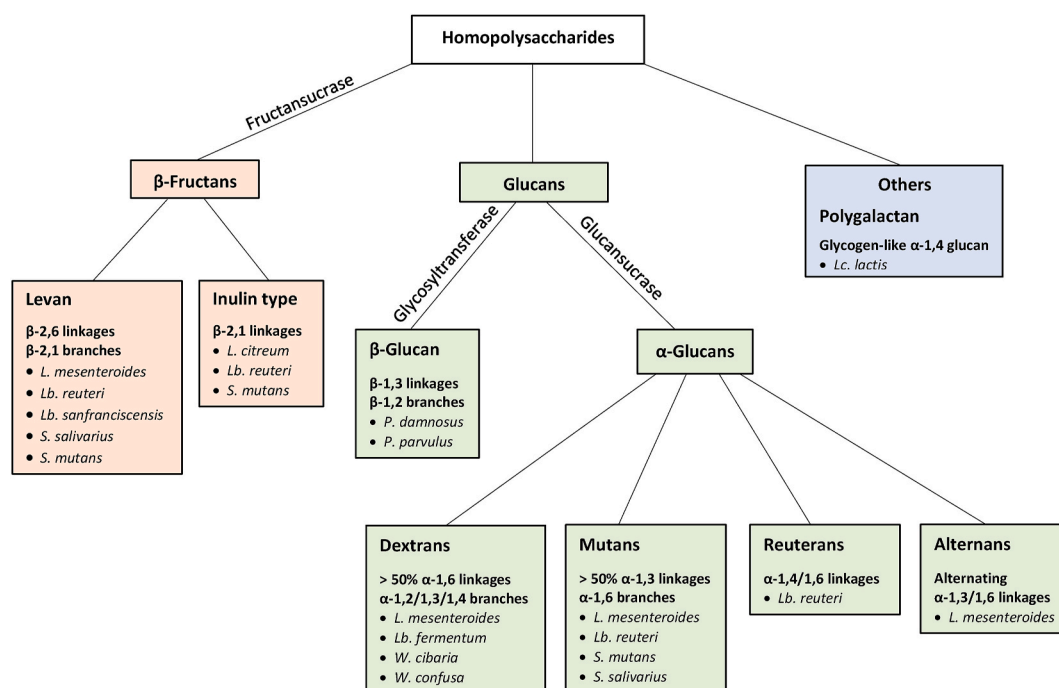 Homopolysaccharides
Fructansucrase
β-Fructans
Glucans
Others
Polygalactan
Glycogen-like α-1,4 glucan
• Lc. lactis
Glycosyltransferase
Glucansucrase
Levan
β-2,6 linkages
β-2,1 branches
• L. mesenteroides
• Lb. reuteri
• Lb. sanfranciscensis
• S. salivarius
• S. mutans
Inulin type
β-2,1 linkages
• L. citreum
• Lb. reuteri
• S. mutans
β-Glucan
β-1,3 linkages
β-1,2 branches
• P. damnosus
• P. parvulus
α-Glucans
Dextrans
> 50% α-1,6 linkages
α-1,2/1,3/1,4 branches
• L. mesenteroides
• Lb. fermentum
• W. cibaria
• W. confusa
Mutans
> 50% α-1,3 linkages
α-1,6 branches
• L. mesenteroides
• Lb. reuteri
• S. mutans
• S. salivarius
Reuterans
α-1,4/1,6 linkages
• Lb. reuteri
Alternans
Alternating
α-1,3/1,6 linkages
• L. mesenteroides